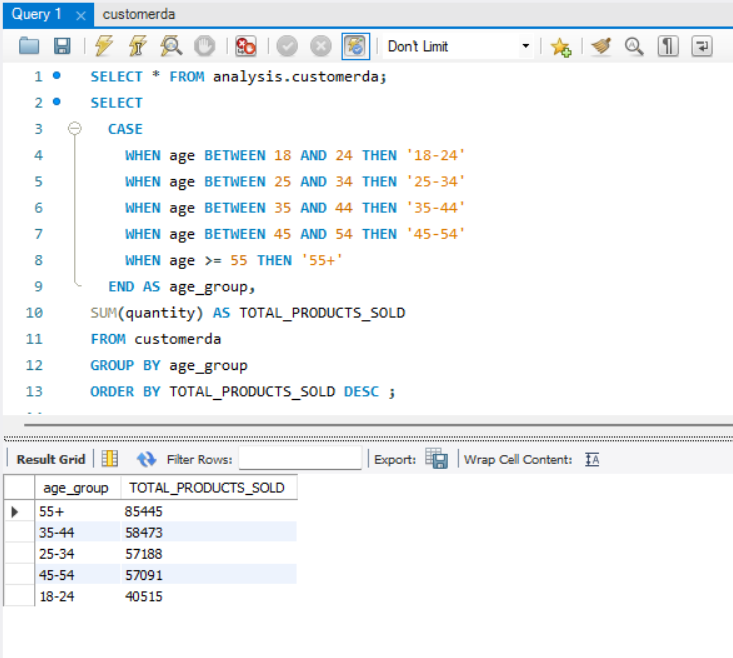 Query 1 × customerda
Don't Limit
1 SELECT * FROM analysis.customerda;
2 SELECT
3 CASE
4 WHEN age BETWEEN 18 AND 24 THEN '18-24'
5 WHEN age BETWEEN 25 AND 34 THEN '25-34'
6 WHEN age BETWEEN 35 AND 44 THEN '35-44'
7 WHEN age BETWEEN 45 AND 54 THEN '45-54'
8 WHEN age >= 55 THEN '55+'
9 END AS age_group,
10 SUM(quantity) AS TOTAL_PRODUCTS_SOLD
11 FROM customerda
12 GROUP BY age_group
13 ORDER BY TOTAL_PRODUCTS_SOLD DESC ;
Result Grid Filter Rows: Export: Wrap Cell Content:
age_group TOTAL_PRODUCTS_SOLD
55+ 85445
35-44 58473
25-34 57188
45-54 57091
18-24 40515